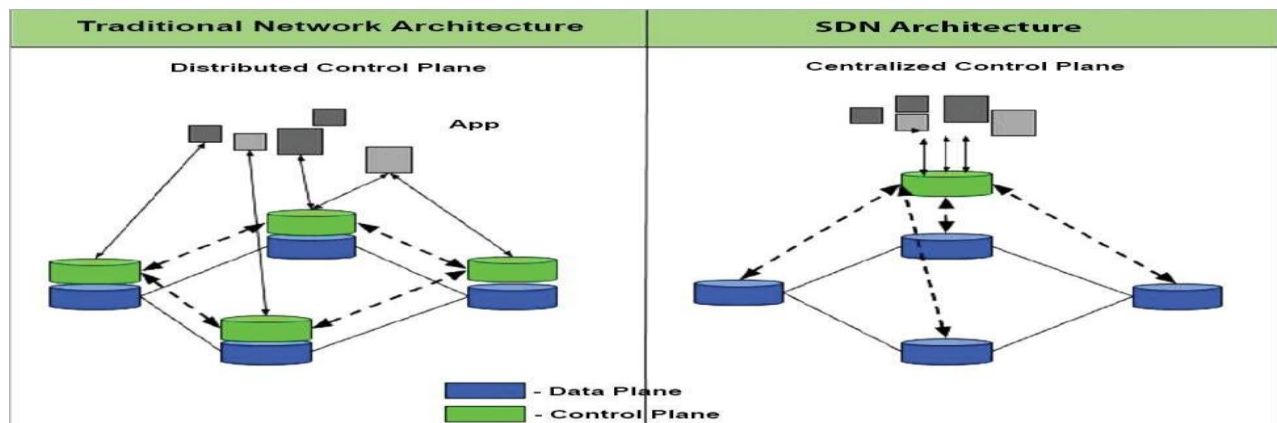 Traditional Network Architecture
SDN Architecture
Distributed Control Plane
Centralized Control Plane
App
- Data Plane
- Control Plane